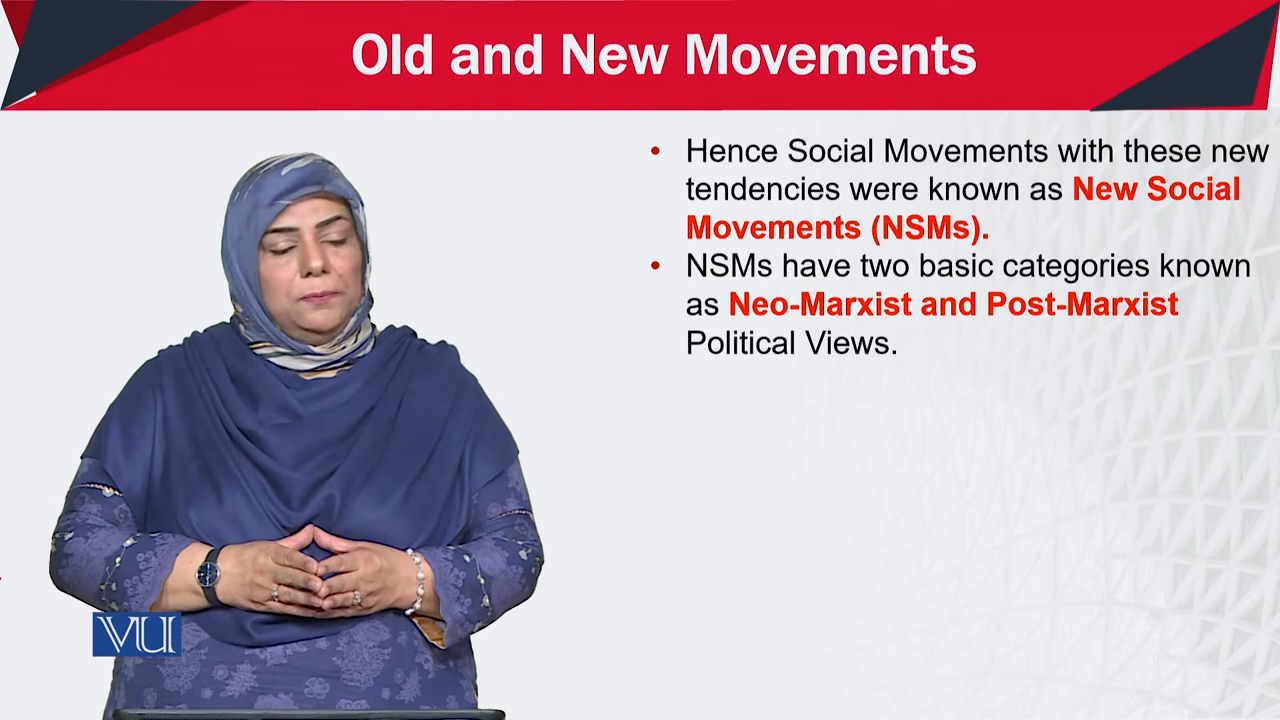 Old and New Movements
• Hence Social Movements with these new
tendencies were known as New Social
Movements (NSMs).
• NSMs have two basic categories known
as Neo-Marxist and Post-Marxist
Political Views.
VU